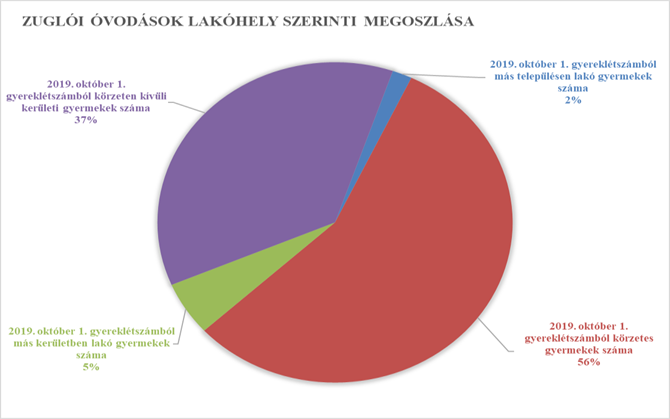 ZUGLÓI ÓVODÁSOK LAKÓHELY SZERINTI MEGOSZLÁSA
2019. október 1.
gyereklétszámból körzeten kívüli
kerületi gyermekek száma
37%
2019. október 1. gyereklétszámból
más településen lakó gyermekek
száma
2%
2019. október 1. gyereklétszámból
más kerületben lakó gyermekek
száma
5%
2019. október 1.
gyereklétszámból körzetes
gyermekek száma
56%